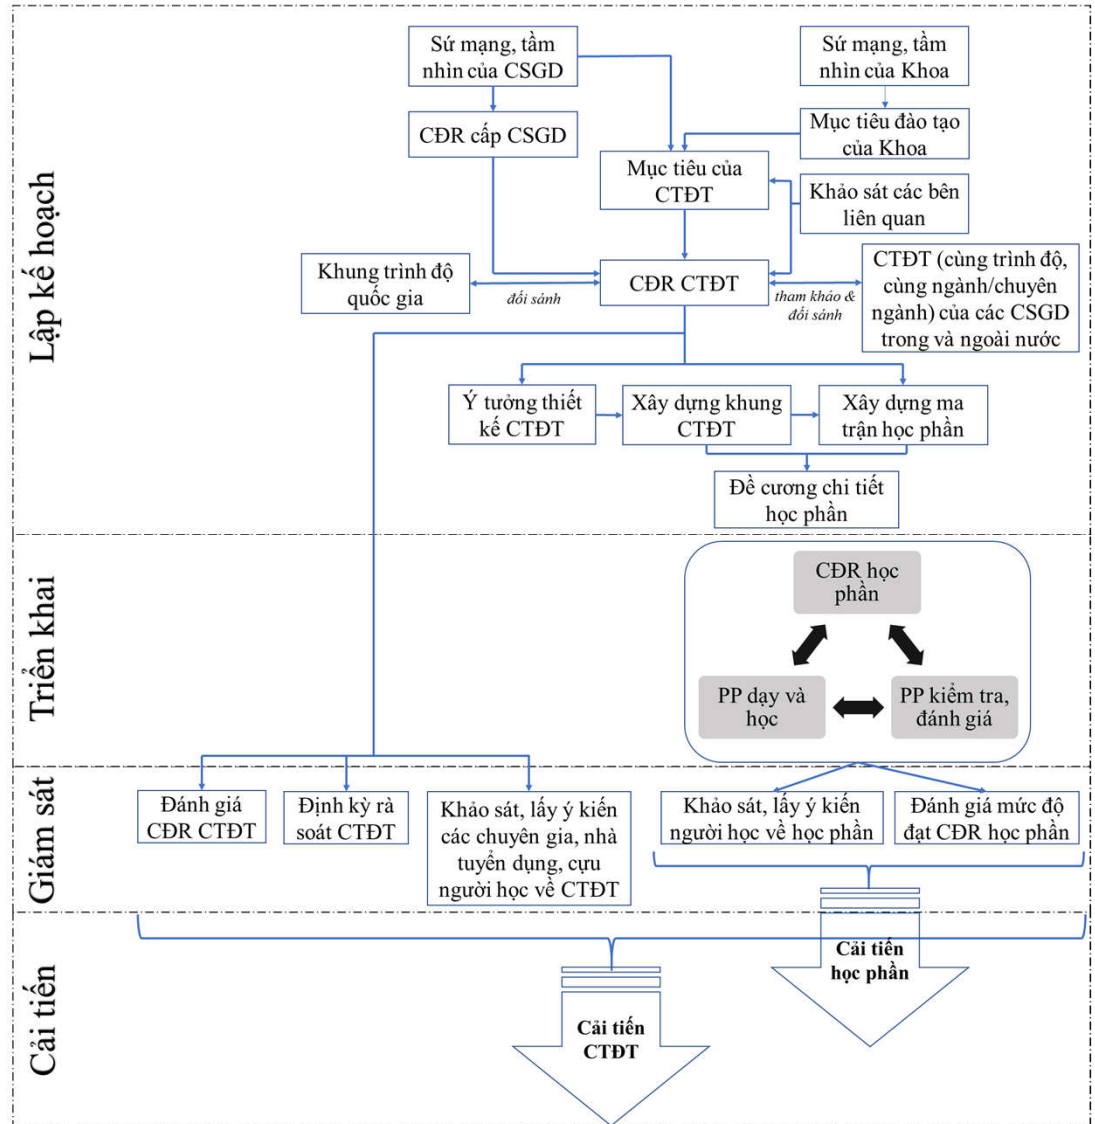 Lập kế hoạch
Sứ mạng, tầm
nhìn của CSGD
Sứ mạng, tầm
nhìn của Khoa
CĐR cấp CSGD
Mục tiêu đào tạo
của Khoa
Mục tiêu của
CTĐT
Khảo sát các bên
liên quan
Khung trình độ
quốc gia
đối sánh
CĐR CTĐT
tham khảo &
đối sánh
CTĐT (cùng trình độ,
cùng ngành/chuyên
ngành) của các CSGD
trong và ngoài nước
Ý tưởng thiết
kế CTĐT
Xây dựng khung
CTĐT
Xây dựng ma
trận học phần
Đề cương chi tiết
học phần
Triển khai
CĐR học
phần
PP dạy và
học
PP kiểm tra,
đánh giá
Giám sát
Đánh giá
CĐR CTĐT
Định kỳ rà
soát CTĐT
Khảo sát, lấy ý kiến
các chuyên gia, nhà
tuyển dụng, cựu
người học về CTĐT
Khảo sát, lấy ý kiến
người học về học phần
Đánh giá mức độ
đạt CĐR học phần
Cải tiến
Cải tiến
học phần
Cải tiến
CTĐT